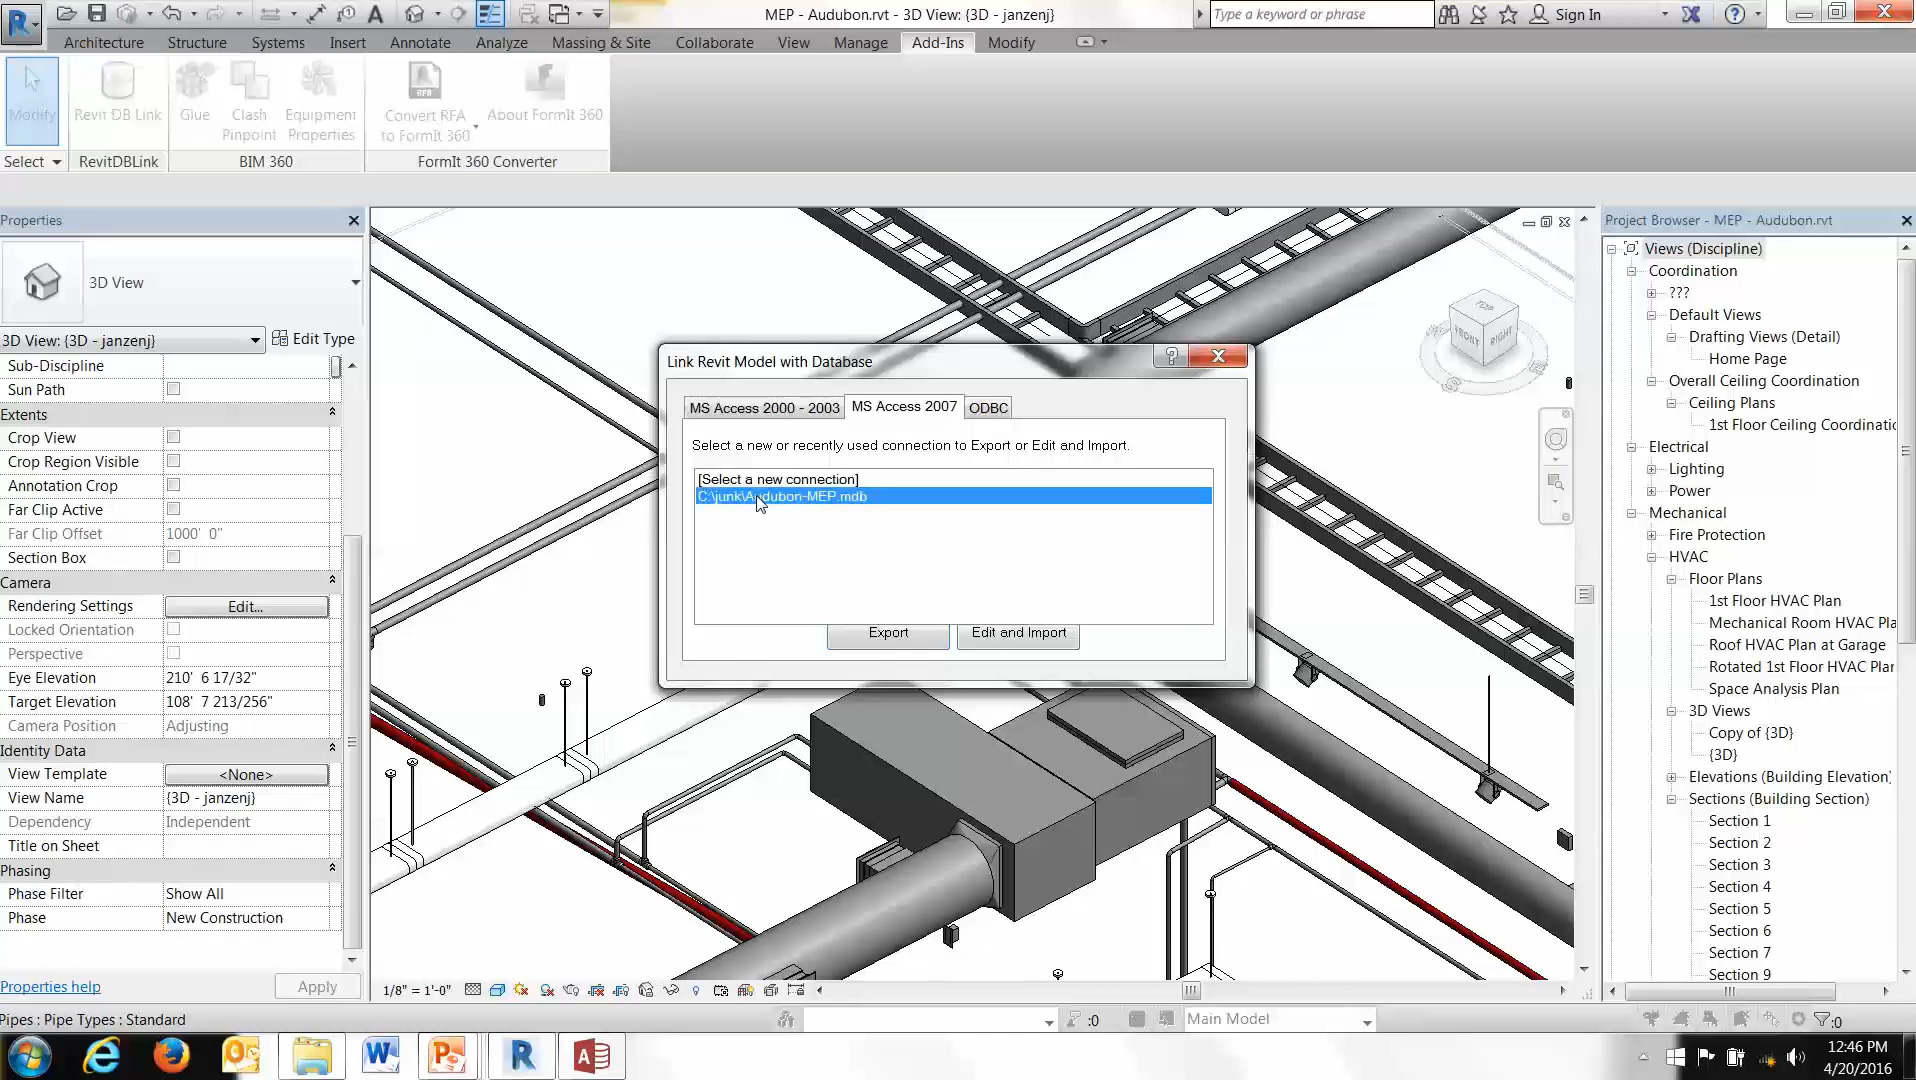 MEP - Audubon.rvt - 3D View: {3D - janzenj}
Type a keyword or phrase
Sign In
Architecture
Structure
Systems
Insert
Annotate
Analyze
Massing & Site
Collaborate
View
Manage
Add-Ins
Modify
Modify
Revit DB Link
Glue
Clash
Pinpoint
Equipment
Properties
Convert RFA
to FormIt 360
About FormIt 360
Select
RevitDBLink
BIM 360
FormIt 360 Converter
Properties
3D View
3D View: {3D - janzenj}
Edit Type
Sub-Discipline
Sun Path
Extents
Crop View
Crop Region Visible
Annotation Crop
Far Clip Active
Far Clip Offset 1000' 0"
Section Box
Camera
Rendering Settings Edit...
Locked Orientation
Perspective
Eye Elevation 210' 6 17/32"
Target Elevation 108' 7 213/256"
Camera Position Adjusting
Identity Data
View Template <None>
View Name {3D - janzenj}
Dependency Independent
Title on Sheet
Phasing
Phase Filter Show All
Phase New Construction
Properties help
Apply
TOP
FRONT
RIGHT
Link Revit Model with Database
MS Access 2000 - 2003
MS Access 2007
ODBC
Select a new or recently used connection to Export or Edit and Import.
[Select a new connection]
C:\junk\Audubon-MEP.mdb
Export
Edit and Import
Project Browser - MEP - Audubon.rvt
Views (Discipline)
Coordination
???
Default Views
Drafting Views (Detail)
Home Page
Overall Ceiling Coordination
Ceiling Plans
1st Floor Ceiling Coordinatic
Electrical
Lighting
Power
Mechanical
Fire Protection
HVAC
Floor Plans
1st Floor HVAC Plan
Mechanical Room HVAC Pla
Roof HVAC Plan at Garage
Rotated 1st Floor HVAC Plar
Space Analysis Plan
3D Views
Copy of {3D}
{3D}
Elevations (Building Elevation)
Sections (Building Section)
Section 1
Section 2
Section 3
Section 4
Section 5
Section 6
Section 7
Section 9
1/8" = 1'-0"
Pipes : Pipe Types : Standard
:0
Main Model
:0
12:46 PM
4/20/2016